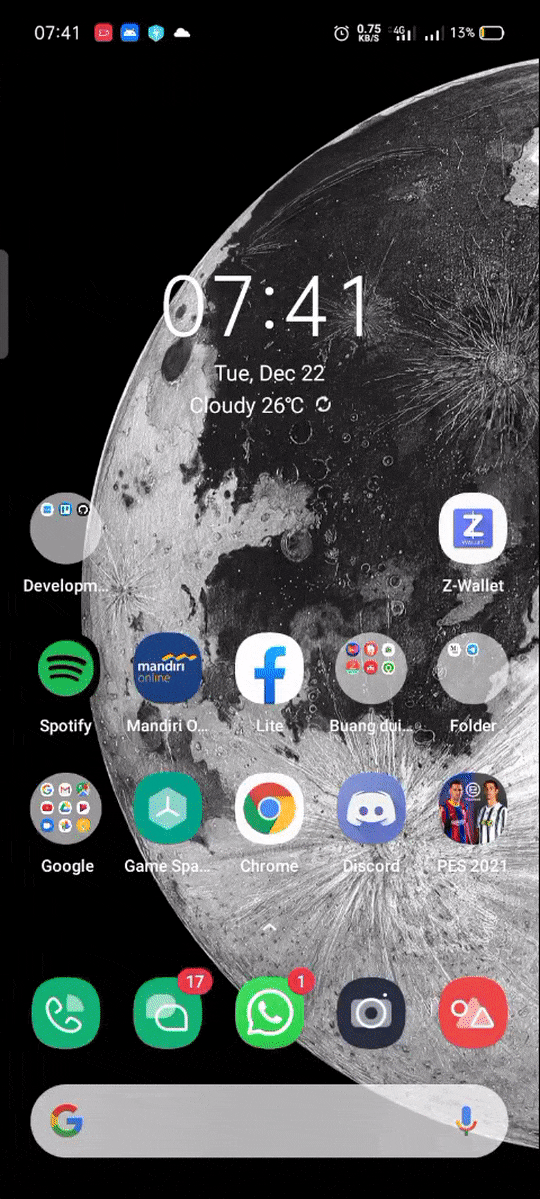 07:41
0.75
KB/S
4G
13%
07:41
Tue, Dec 22
Cloudy 26℃
Developm...
Z
WALLET
Z-Wallet
mandiri
online
Spotify
Mandiri O...
Lite
Buang dui...
Folder
Google
Game Spa...
Chrome
Discord
PES 2021
17
1